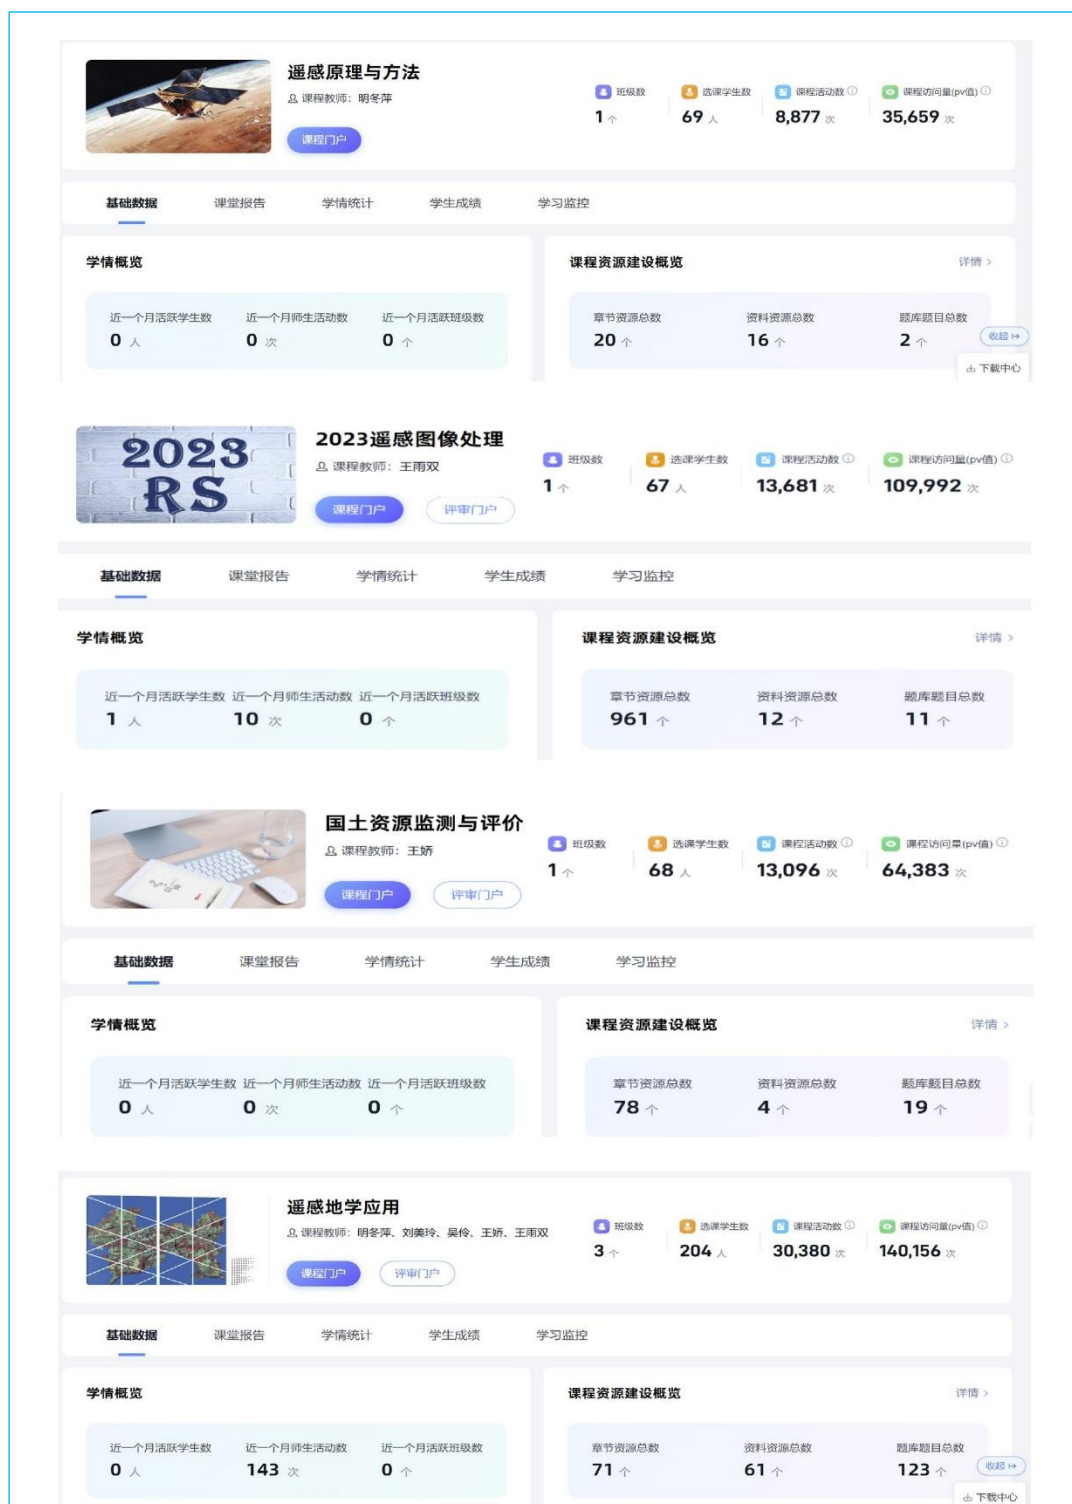 遥感原理与方法
课程教师：明冬萍
课程门户
班级数 选课学生数 课程活动数 课程访问量(pv值)
1 个 69 人 8,877 次 35,659 次
基础数据 课堂报告 学情统计 学生成绩 学习监控
学情概览
近一个月活跃学生数 近一个月师生活动数 近一个月活跃班级数
0 人 0 次 0 个
课程资源建设概览 详情 >
章节资源总数 资料资源总数 题库题目总数
20 个 16 个 2 个
收起
下载中心
2023
RS
2023遥感图像处理
课程教师：王雨双
课程门户 评审门户
班级数 选课学生数 课程活动数 课程访问量(pv值)
1 个 67 人 13,681 次 109,992 次
基础数据 课堂报告 学情统计 学生成绩 学习监控
学情概览
近一个月活跃学生数 近一个月师生活动数 近一个月活跃班级数
1 人 10 次 0 个
课程资源建设概览 详情 >
章节资源总数 资料资源总数 题库题目总数
961 个 12 个 11 个
国土资源监测与评价
课程教师：王娇
课程门户 评审门户
班级数 选课学生数 课程活动数 课程访问量(pv值)
1 个 68 人 13,096 次 64,383 次
基础数据 课堂报告 学情统计 学生成绩 学习监控
学情概览
近一个月活跃学生数 近一个月师生活动数 近一个月活跃班级数
0 人 0 次 0 个
课程资源建设概览 详情 >
章节资源总数 资料资源总数 题库题目总数
78 个 4 个 19 个
遥感地学应用
课程教师：明冬萍、刘美玲、吴伶、王娇、王雨双
课程门户 评审门户
班级数 选课学生数 课程活动数 课程访问量(pv值)
3 个 204 人 30,380 次 140,156 次
基础数据 课堂报告 学情统计 学生成绩 学习监控
学情概览
近一个月活跃学生数 近一个月师生活动数 近一个月活跃班级数
0 人 143 次 0 个
课程资源建设概览 详情 >
章节资源总数 资料资源总数 题库题目总数
71 个 61 个 123 个
收起
下载中心